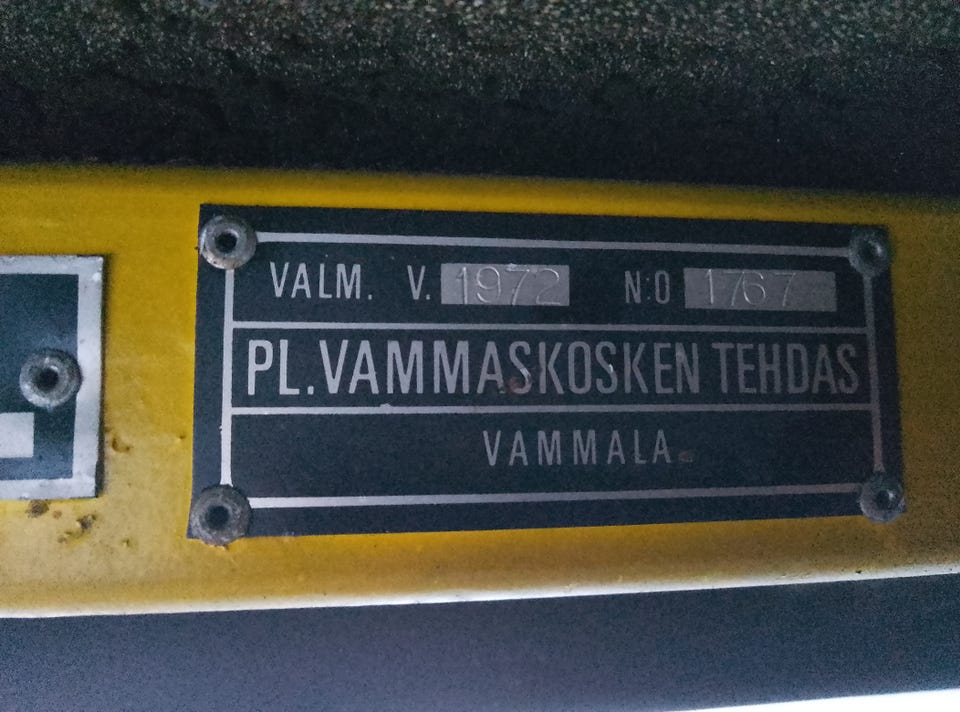 VALM. V. 1972 N:O 1767
PL. VAMMASKOSKEN TEHDAS
VAMMALA